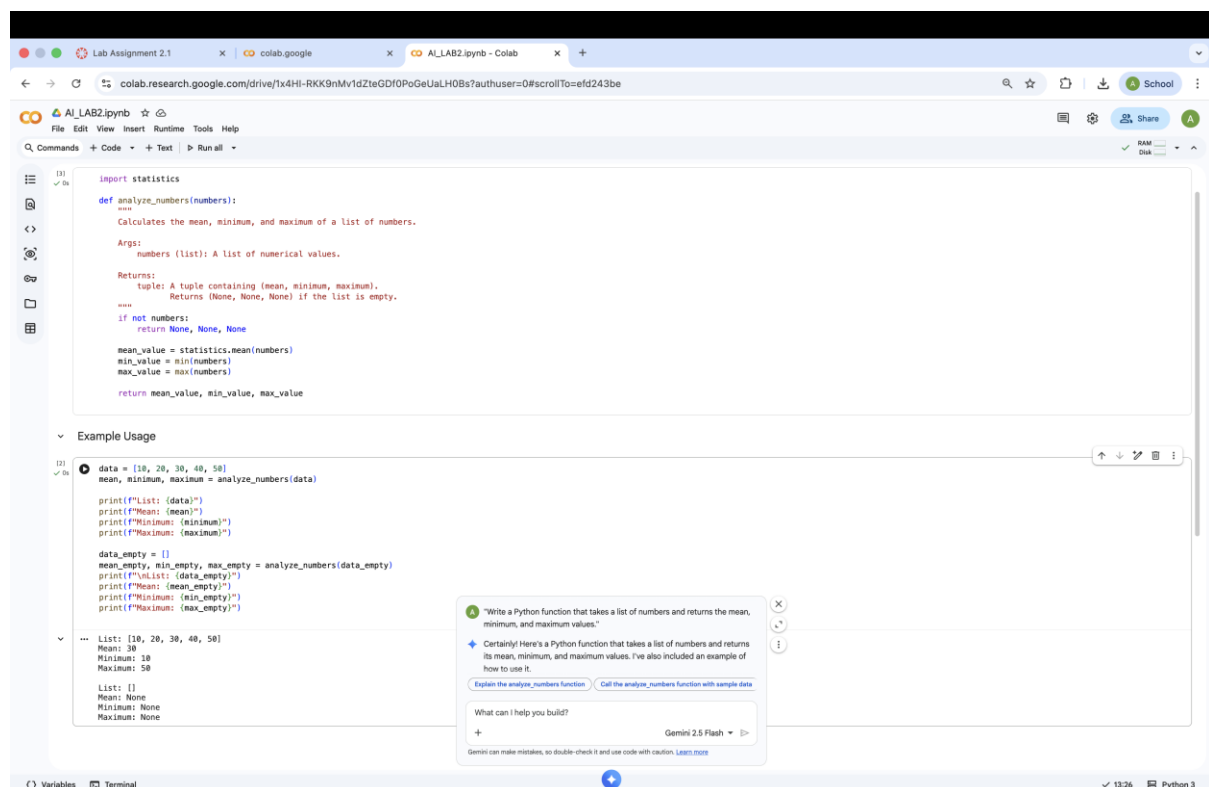 Lab Assignment 2.1
colab.google
AI_LAB2.ipynb - Colab
colab.research.google.com/drive/1x4HI-RKK9nMv1dZteGDf0PoGeUaLH0Bs?authuser=0#scrollTo=efd243be
A School
CO AI_LAB2.ipynb
File Edit View Insert Runtime Tools Help
Share A
Commands + Code + Text Run all
RAM
Disk
[3]
0s
import statistics
def analyze_numbers(numbers):
"""
Calculates the mean, minimum, and maximum of a list of numbers.
Args:
numbers (list): A list of numerical values.
Returns:
tuple: A tuple containing (mean, minimum, maximum).
Returns (None, None, None) if the list is empty.
"""
if not numbers:
return None, None, None
mean_value = statistics.mean(numbers)
min_value = min(numbers)
max_value = max(numbers)
return mean_value, min_value, max_value
Example Usage
[2]
0s
data = [10, 20, 30, 40, 50]
mean, minimum, maximum = analyze_numbers(data)
print(f"List: {data}")
print(f"Mean: {mean}")
print(f"Minimum: {minimum}")
print(f"Maximum: {maximum}")
data_empty = []
mean_empty, min_empty, max_empty = analyze_numbers(data_empty)
print(f"\nList: {data_empty}")
print(f"Mean: {mean_empty}")
print(f"Minimum: {min_empty}")
print(f"Maximum: {max_empty}")
List: [10, 20, 30, 40, 50]
Mean: 30
Minimum: 10
Maximum: 50
List: []
Mean: None
Minimum: None
Maximum: None
A "Write a Python function that takes a list of numbers and returns the mean,
minimum, and maximum values."
Certainly! Here's a Python function that takes a list of numbers and returns
its mean, minimum, and maximum values. I've also included an example of
how to use it.
Explain the analyze_numbers function Call the analyze_numbers function with sample data
What can I help you build?
+ Gemini 2.5 Flash
Gemini can make mistakes, so double-check it and use code with caution. Learn more
Variables Terminal
13:26 Python 3